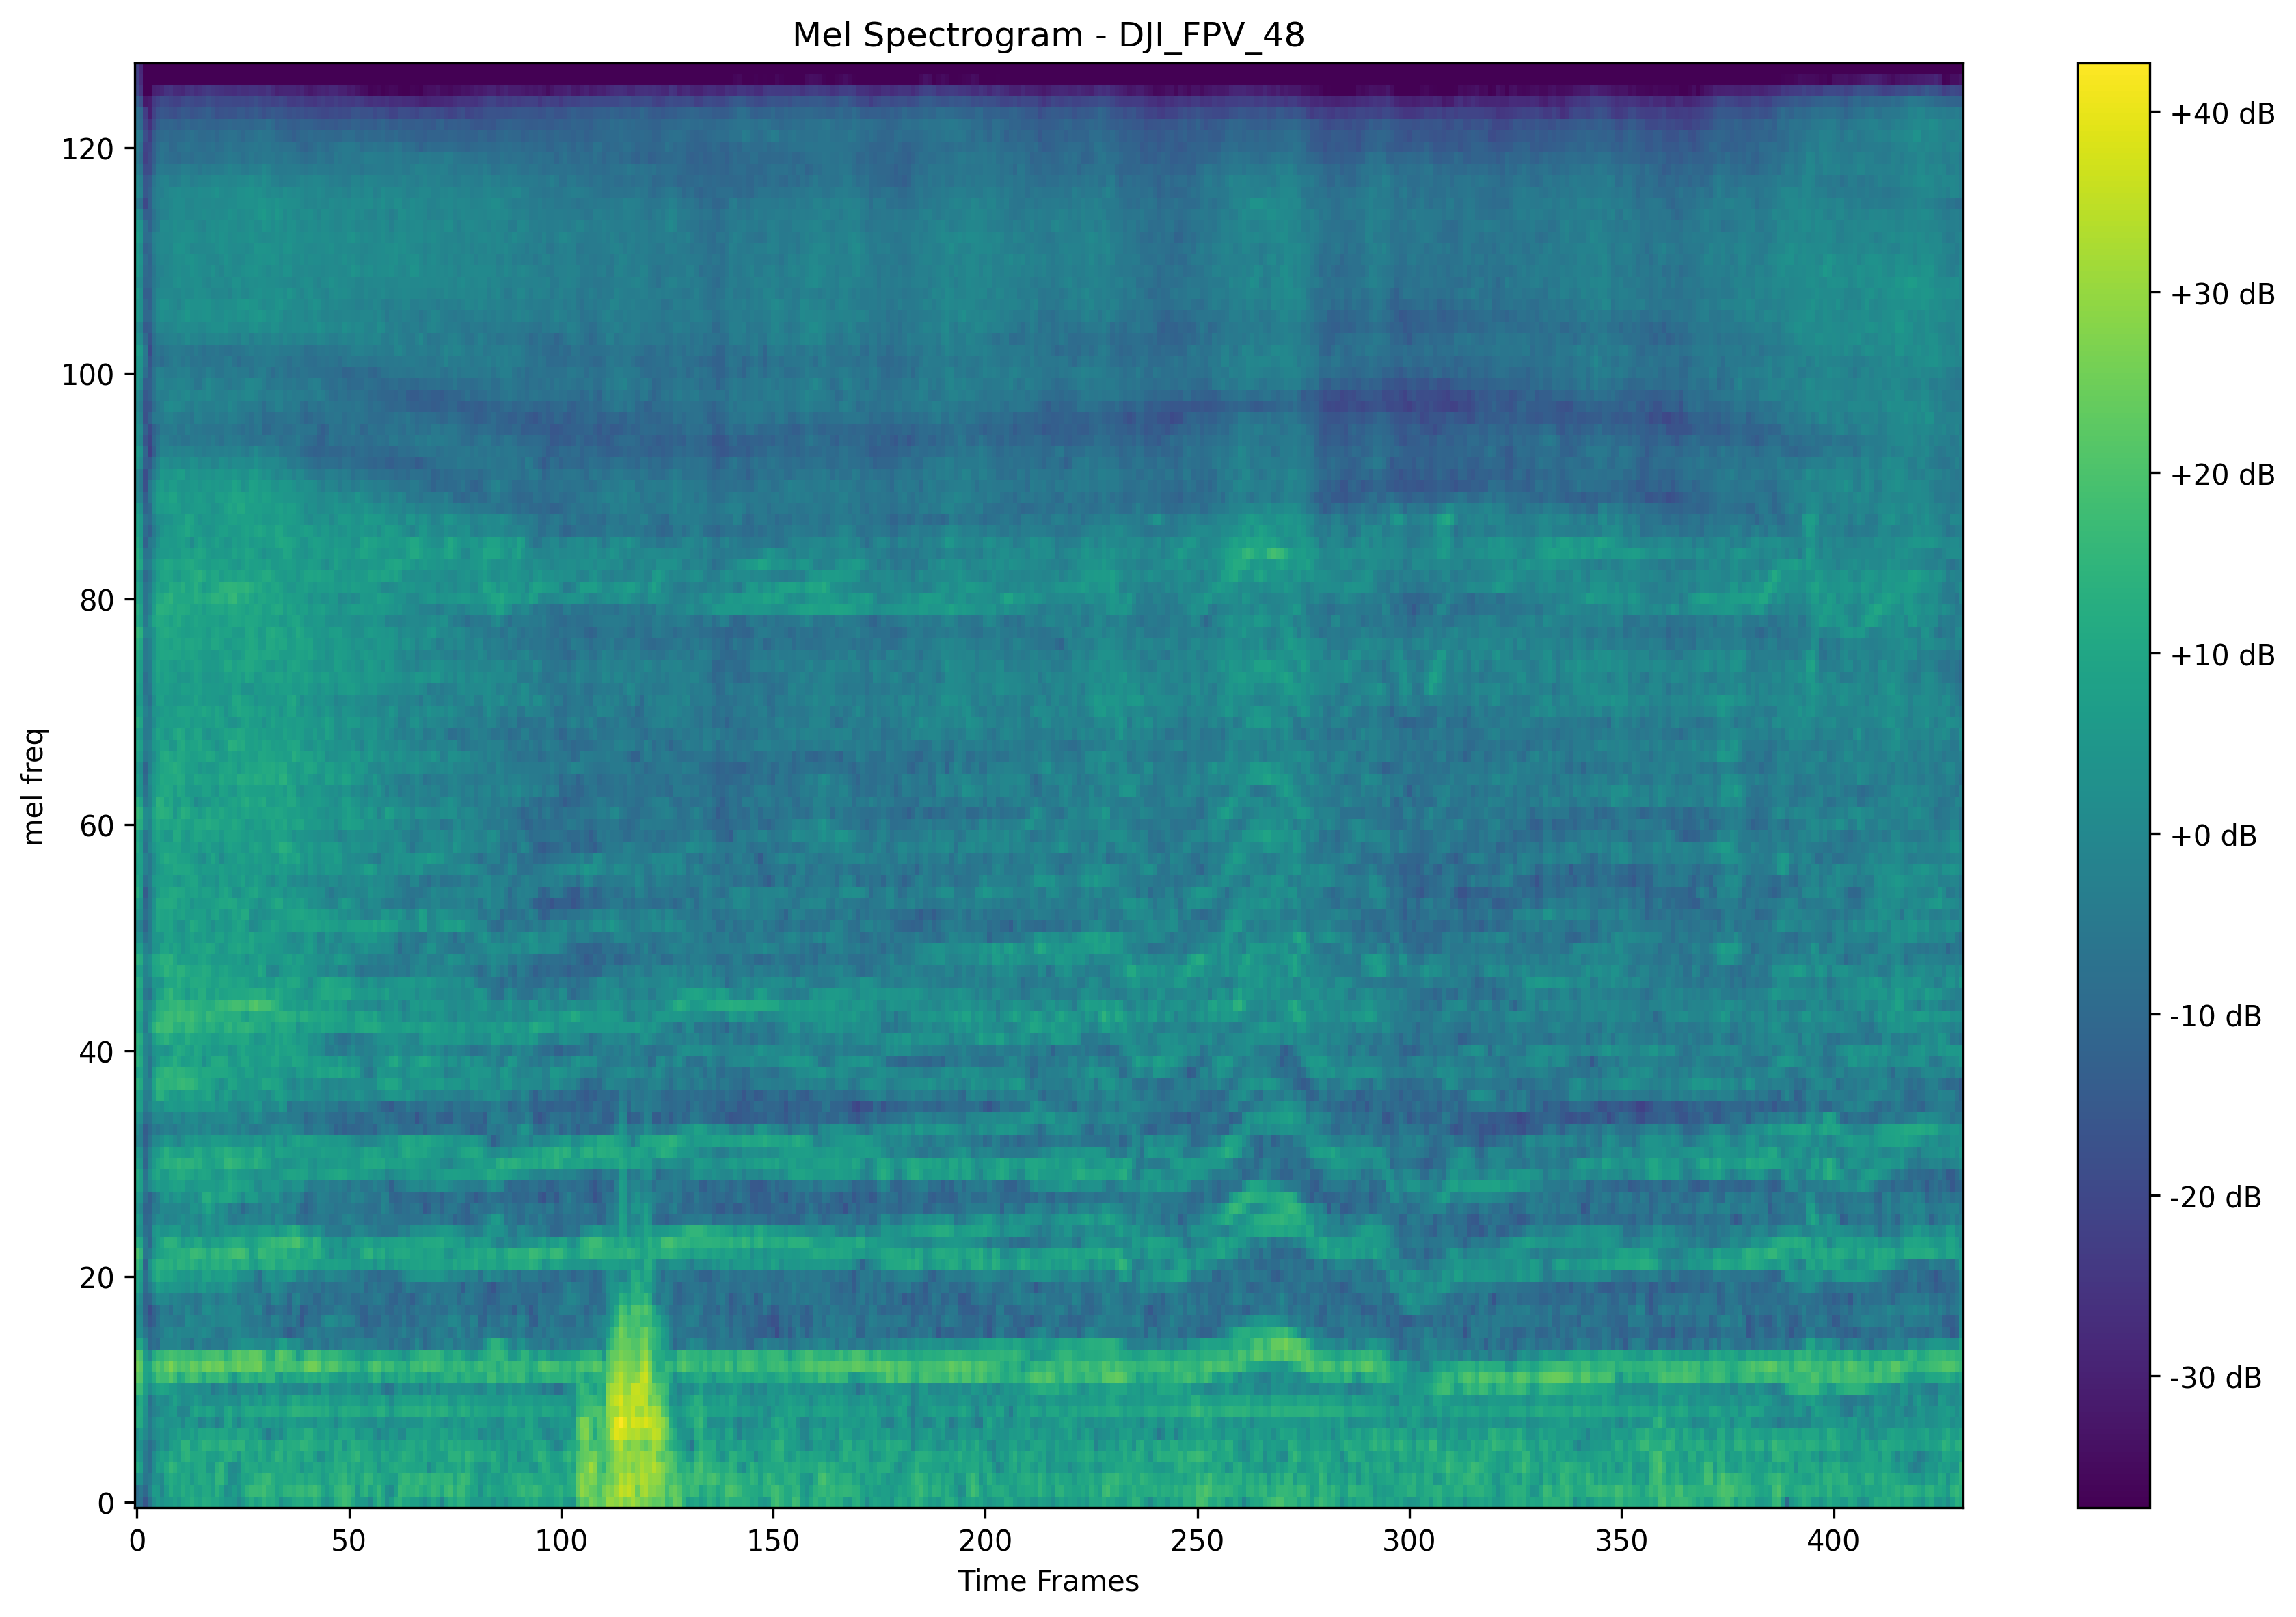 Mel Spectrogram - DJI_FPV_48
mel freq
120
100
80
60
40
20
0
0 50 100 150 200 250 300 350 400
Time Frames
+40 dB
+30 dB
+20 dB
+10 dB
+0 dB
-10 dB
-20 dB
-30 dB